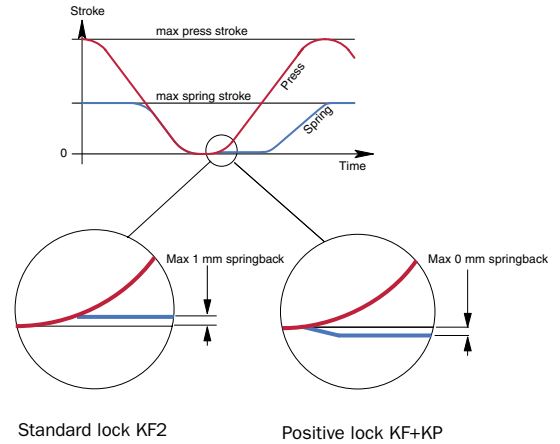 Stroke
max press stroke
Press
max spring stroke
Spring
0
Time
Max 1 mm springback
Max 0 mm springback
Standard lock KF2
Positive lock KF+KP